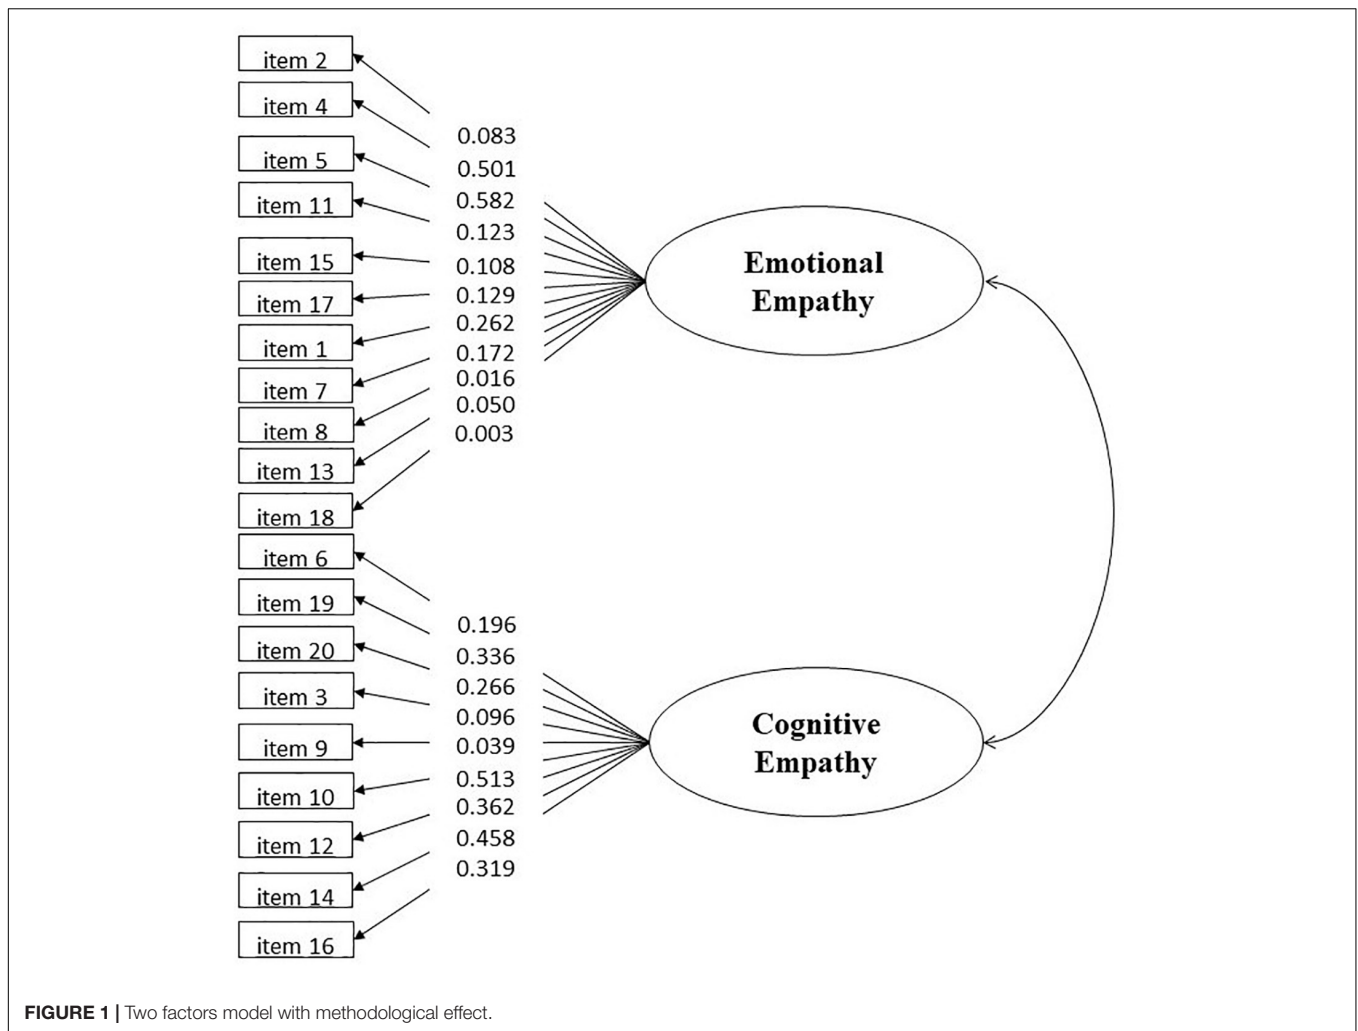 item 2
item 4
item 5
item 11
item 15
item 17
item 1
item 7
item 8
item 13
item 18
item 6
item 19
item 20
item 3
item 9
item 10
item 12
item 14
item 16
0.083
0.501
0.582
0.123
0.108
0.129
0.262
0.172
0.016
0.050
0.003
0.196
0.336
0.266
0.096
0.039
0.513
0.362
0.458
0.319
Emotional
Empathy
Cognitive
Empathy
FIGURE 1 | Two factors model with methodological effect.